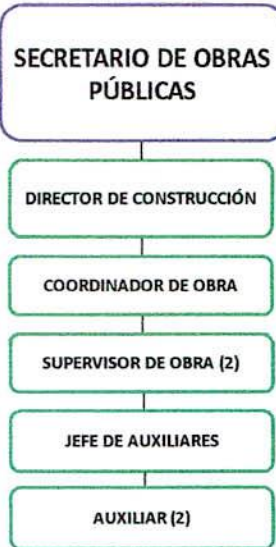 SECRETARIO DE OBRAS
PÚBLICAS
DIRECTOR DE CONSTRUCCIÓN
COORDINADOR DE OBRA
SUPERVISOR DE OBRA (2)
JEFE DE AUXILIARES
AUXILIAR (2)